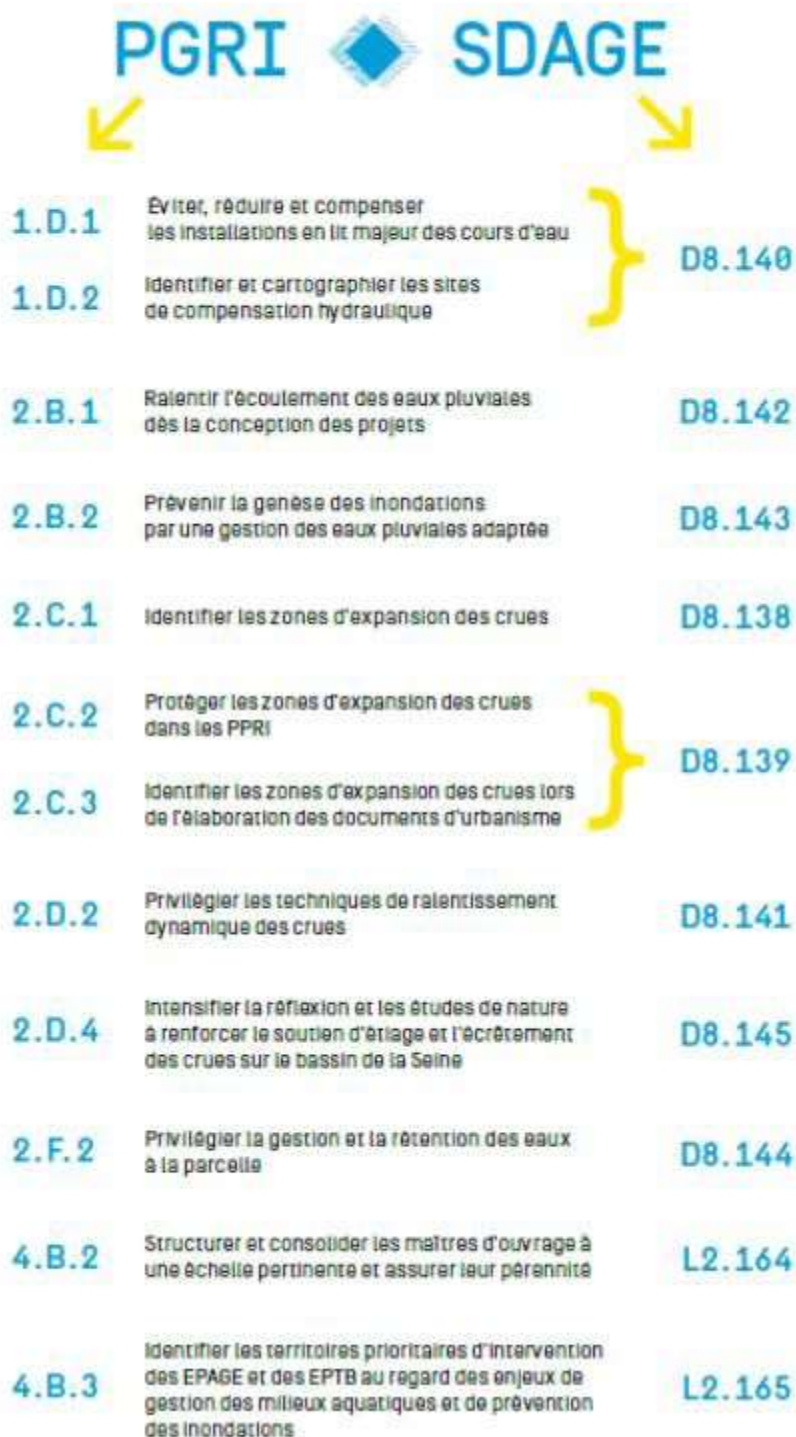 PGRI SDAGE
1.D.1 Éviter, réduire et compenser
les installations en lit majeur des cours d'eau
1.D.2 Identifier et cartographier les sites
de compensation hydraulique
D8.140
2.B.1 Ralentir l'écoulement des eaux pluviales
dès la conception des projets
D8.142
2.B.2 Prévenir la genèse des inondations
par une gestion des eaux pluviales adaptée
D8.143
2.C.1 Identifier les zones d'expansion des crues D8.138
2.C.2 Protéger les zones d'expansion des crues
dans les PPRI
2.C.3 Identifier les zones d'expansion des crues lors
de l'élaboration des documents d'urbanisme
D8.139
2.D.2 Privilégier les techniques de ralentissement
dynamique des crues
D8.141
2.D.4 Intensifier la réflexion et les études de nature
à renforcer le soutien d'étiage et l'écrêtement
des crues sur le bassin de la Seine
D8.145
2.F.2 Privilégier la gestion et la rétention des eaux
à la parcelle
D8.144
4.B.2 Structurer et consolider les maîtres d'ouvrage à
une échelle pertinente et assurer leur pérennité
L2.164
4.B.3 Identifier les territoires prioritaires d'intervention
des EPAGE et des EPTB au regard des enjeux de
gestion des milieux aquatiques et de prévention
des inondations
L2.165